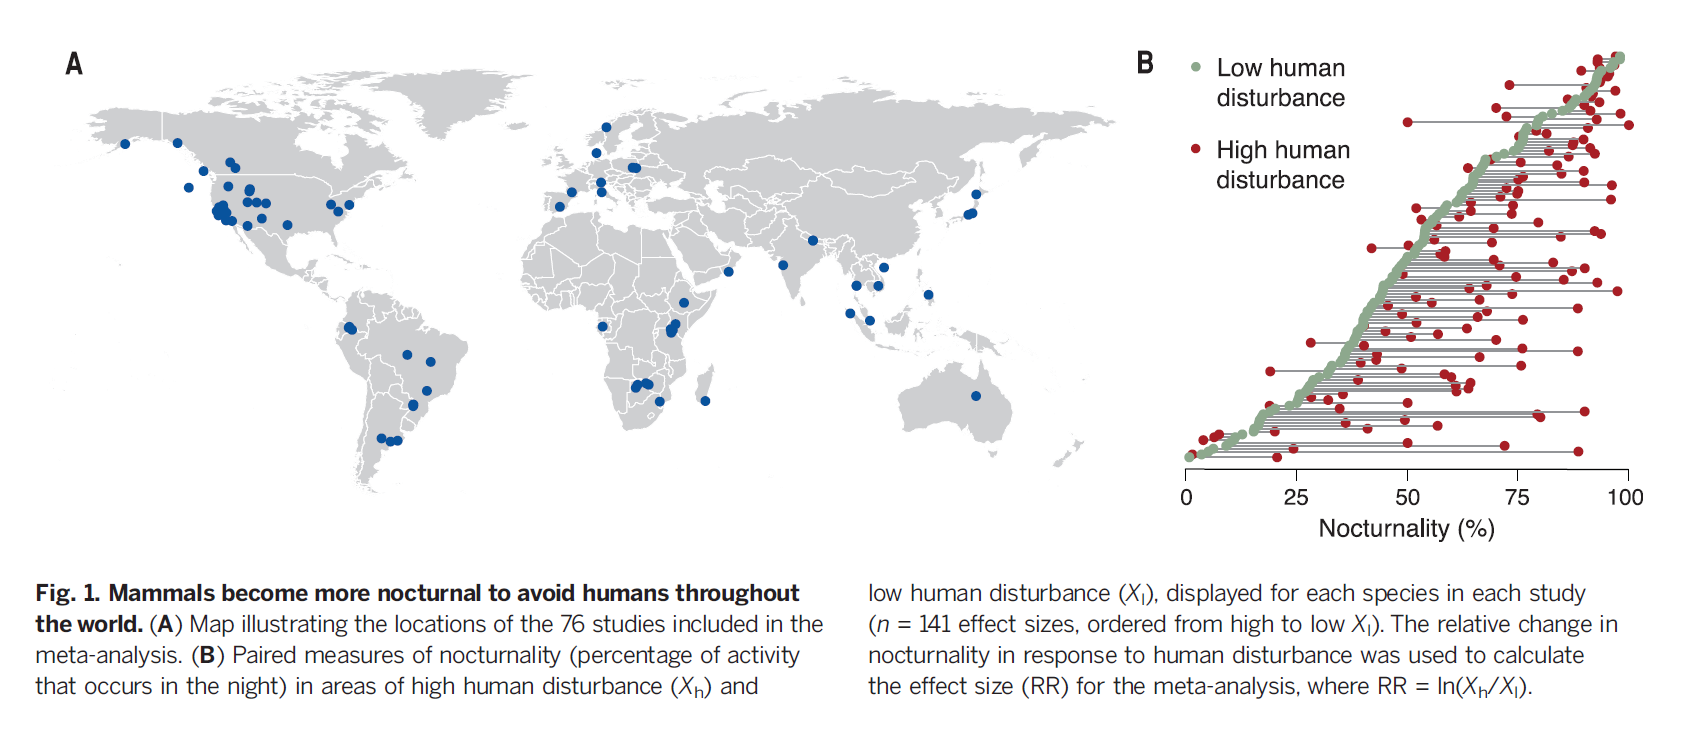 A
B
Low human
disturbance
High human
disturbance
0 25 50 75 100
Nocturnality (%)
Fig. 1. Mammals become more nocturnal to avoid humans throughout
the world. (A) Map illustrating the locations of the 76 studies included in the
meta-analysis. (B) Paired measures of nocturnality (percentage of activity
that occurs in the night) in areas of high human disturbance (Xh) and
low human disturbance (Xl), displayed for each species in each study
(n = 141 effect sizes, ordered from high to low Xl). The relative change in
nocturnality in response to human disturbance was used to calculate
the effect size (RR) for the meta-analysis, where RR = ln(Xh/Xl).